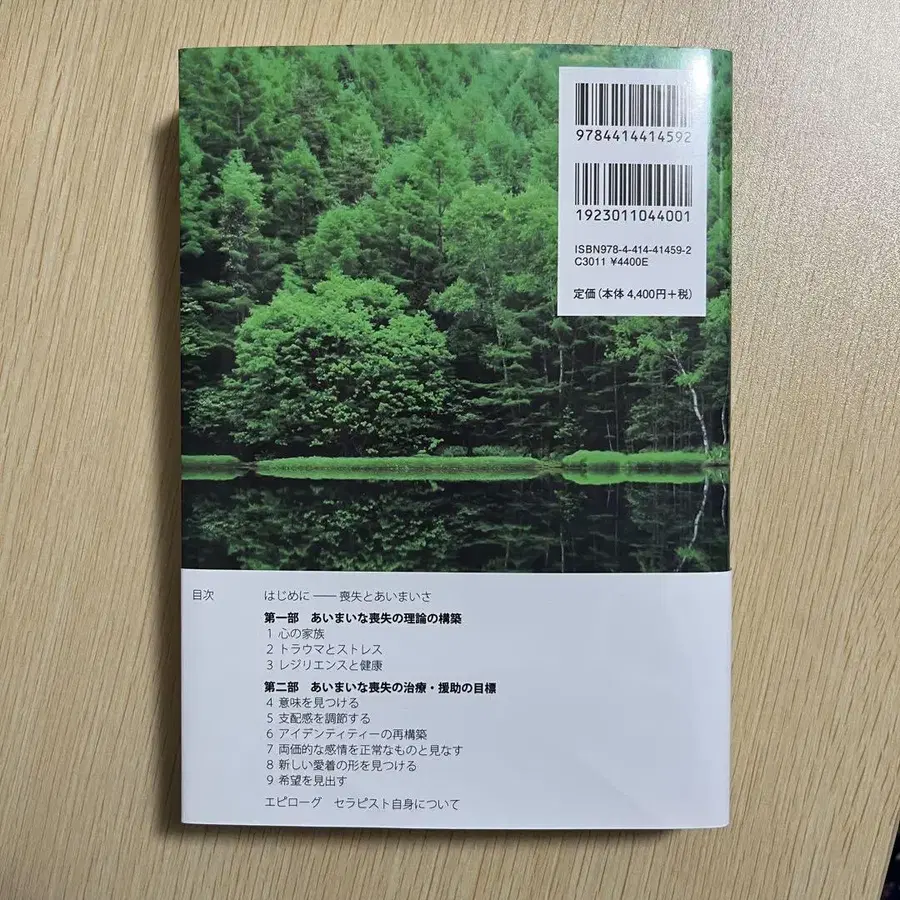 9784414414592
1923011044001
ISBN978-4-414-41459-2
C3011 ¥4400E
定価(本体 4,400円+税)
目次
はじめに ── 喪失とあいまいさ
第一部 あいまいな喪失の理論の構築
1 心の家族
2 トラウマとストレス
3 レジリエンスと健康
第二部 あいまいな喪失の治療・援助の目標
4 意味を見つける
5 支配感を調節する
6 アイデンティティーの再構築
7 両価的な感情を正常なものと見なす
8 新しい愛着の形を見つける
9 希望を見出す
エピローグ セラピスト自身について